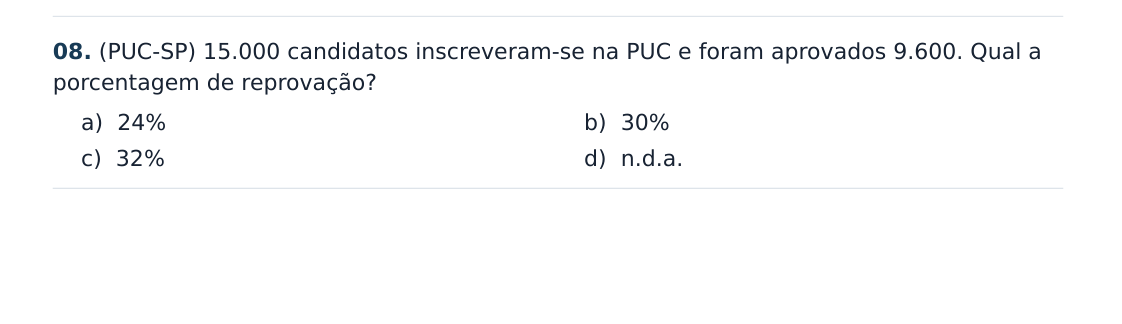 08. (PUC-SP) 15.000 candidatos inscreveram-se na PUC e foram aprovados 9.600. Qual a
porcentagem de reprovação?
a) 24%
b) 30%
c) 32%
d) n.d.a.